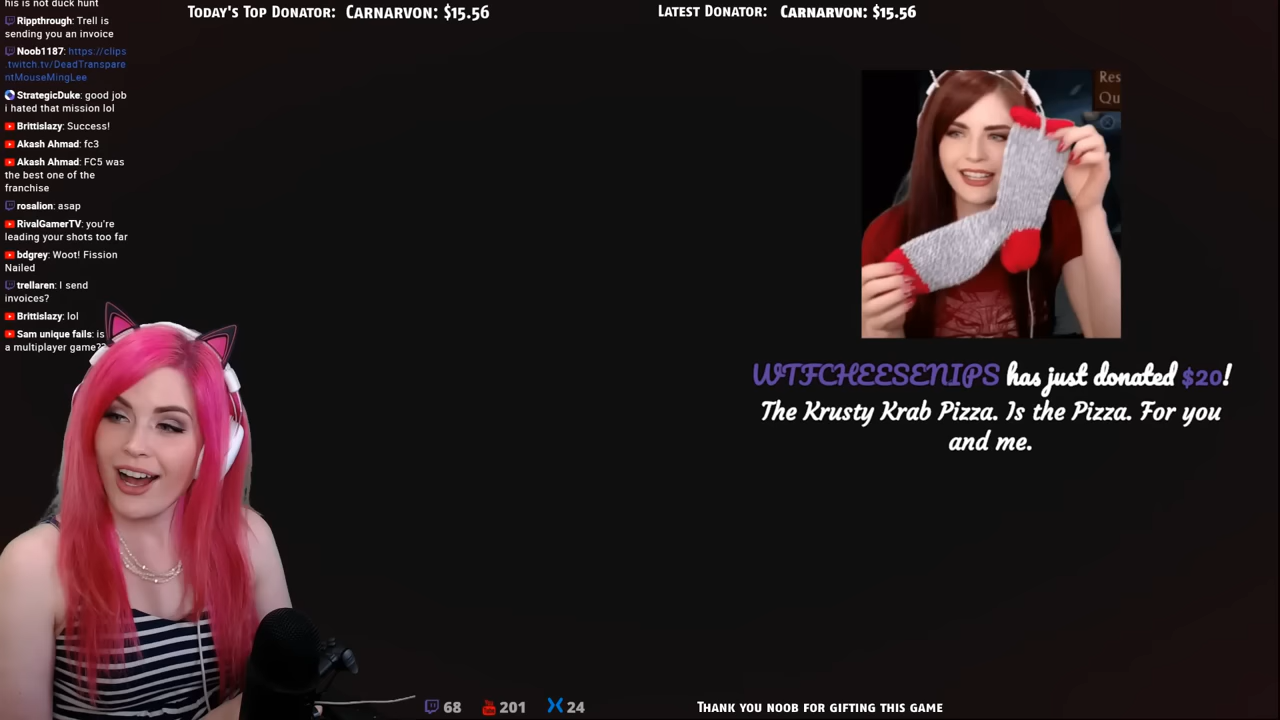 Today's Top Donator: Carnarvon: $15.56
Latest Donator: Carnarvon: $15.56
his is not duck hunt
Rippthrough: Trell is
sending you an invoice
Noob1187: https://clips
.twitch.tv/DeadTranspare
ntMouseMingLee
StrategicDuke: good job
i hated that mission lol
Brittislazy: Success!
Akash Ahmad: fc3
Akash Ahmad: FC5 was
the best one of the
franchise
rosalion: asap
RivalGamerTV: you're
leading your shots too far
bdgrey: Woot! Fission
Nailed
trellaren: I send
invoices?
Brittislazy: lol
Sam unique fails: is
a multiplayer game??
Res
Qu
WTFCHEESENIPS has just donated $20!
The Krusty Krab Pizza. Is the Pizza. For you
and me.
68 201 24
Thank you Noob for gifting this game